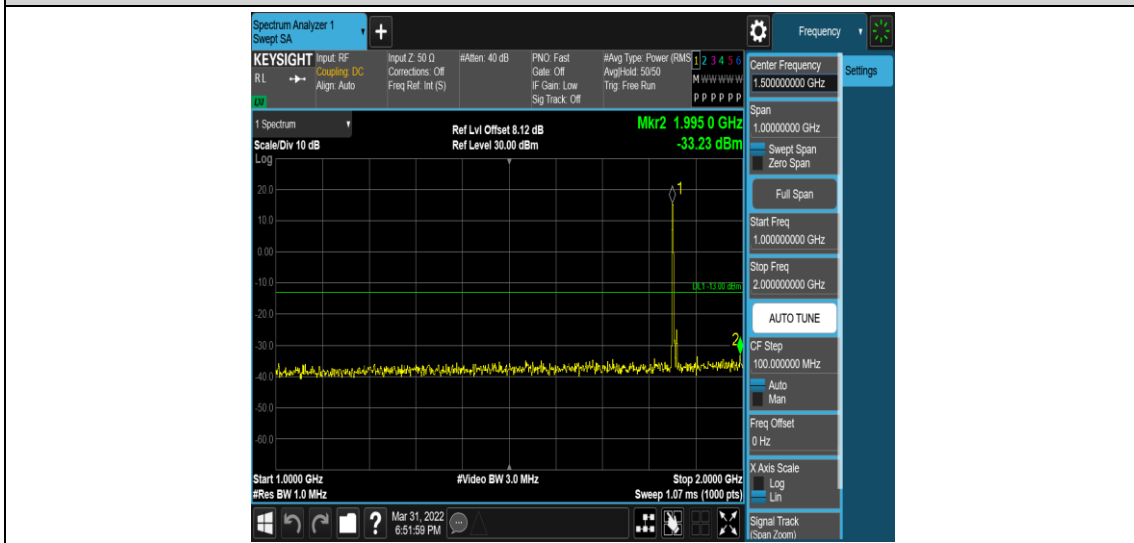 Spectrum Analyzer 1
Swept SA
+
Frequency
KEYSIGHT Input: RF
RL
Coupling: DC
Align: Auto
LXI
Input Z: 50 Ω
Corrections: Off
Freq Ref: Int (S)
#Atten: 40 dB
PNO: Fast
Gate: Off
IF Gain: Low
Sig Track: Off
#Avg Type: Power (RMS
Avg|Hold: 50/50
Trig: Free Run
1 2 3 4 5 6
M W W W W W
P P P P P P
Center Frequency
1.500000000 GHz
Settings
1 Spectrum
Scale/Div 10 dB
Ref Lvl Offset 8.12 dB
Ref Level 30.00 dBm
Mkr2 1.995 0 GHz
-33.23 dBm
Span
1.00000000 GHz
Swept Span
Zero Span
Full Span
Start Freq
1.000000000 GHz
Stop Freq
2.000000000 GHz
AUTO TUNE
CF Step
100.000000 MHz
Auto
Man
Freq Offset
0 Hz
X Axis Scale
Log
Lin
Signal Track
(Span Zoom)
Log
20.0
10.0
0.00
-10.0
-20.0
-30.0
-40.0
-50.0
-60.0
1
DL1 -13.00 dBm
2
Start 1.0000 GHz
#Res BW 1.0 MHz
#Video BW 3.0 MHz
Stop 2.0000 GHz
Sweep 1.07 ms (1000 pts)
?
Mar 31, 2022
6:51:59 PM